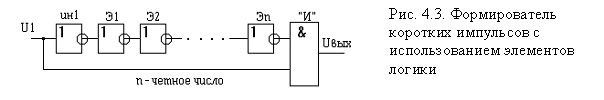 ин1 Э1 Э2 Эn "И"
U1 1 1 1 1 & Uвых
n - четное число
Рис. 4.3. Формирователь
коротких импульсов с
использованием элементов
логики